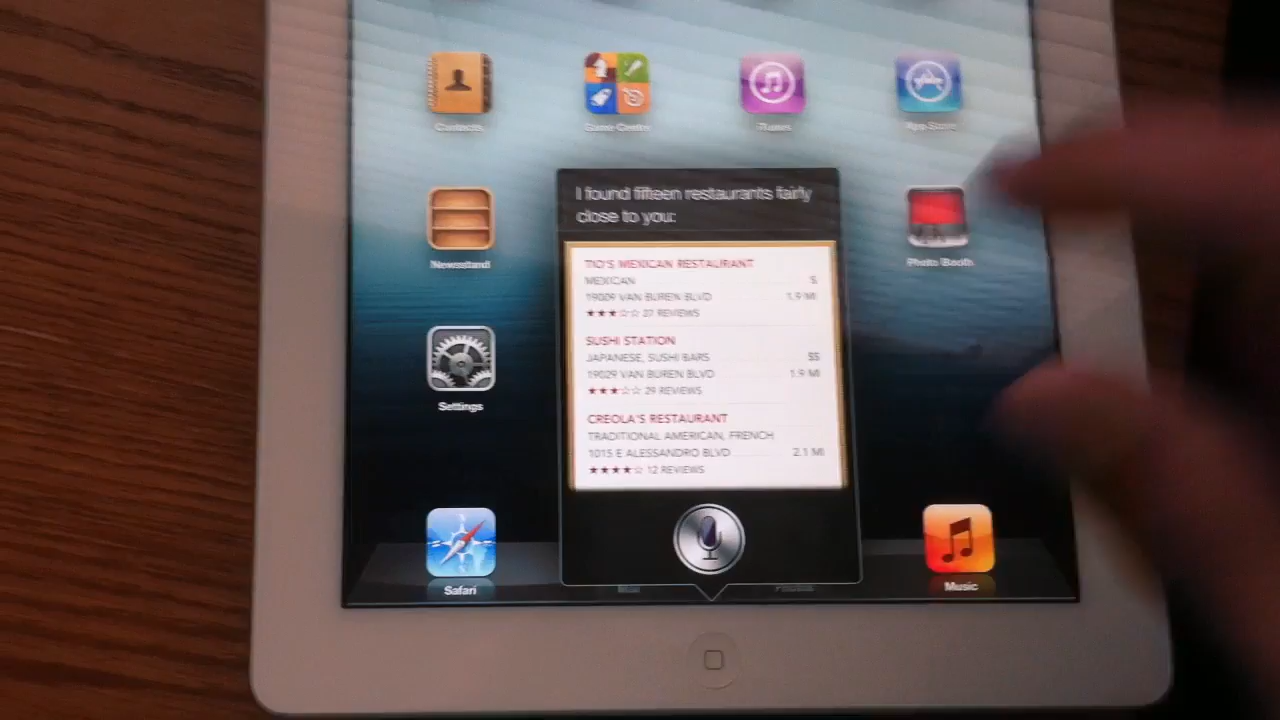 Contacts
Game Center
iTunes
App Store
I found fifteen restaurants fairly
close to you:
Newsstand
Photo Booth
TIO'S MEXICAN RESTAURANT
MEXICAN $
19009 VAN BUREN BLVD 1.9 MI
★★★☆☆ 27 REVIEWS
SUSHI STATION
JAPANESE, SUSHI BARS $$
19029 VAN BUREN BLVD 1.9 MI
★★★☆☆ 29 REVIEWS
Settings
CREOLA'S RESTAURANT
TRADITIONAL AMERICAN, FRENCH
1015 E ALESSANDRO BLVD 2.1 MI
★★★★☆ 12 REVIEWS
Safari
Mail
Photos
Music